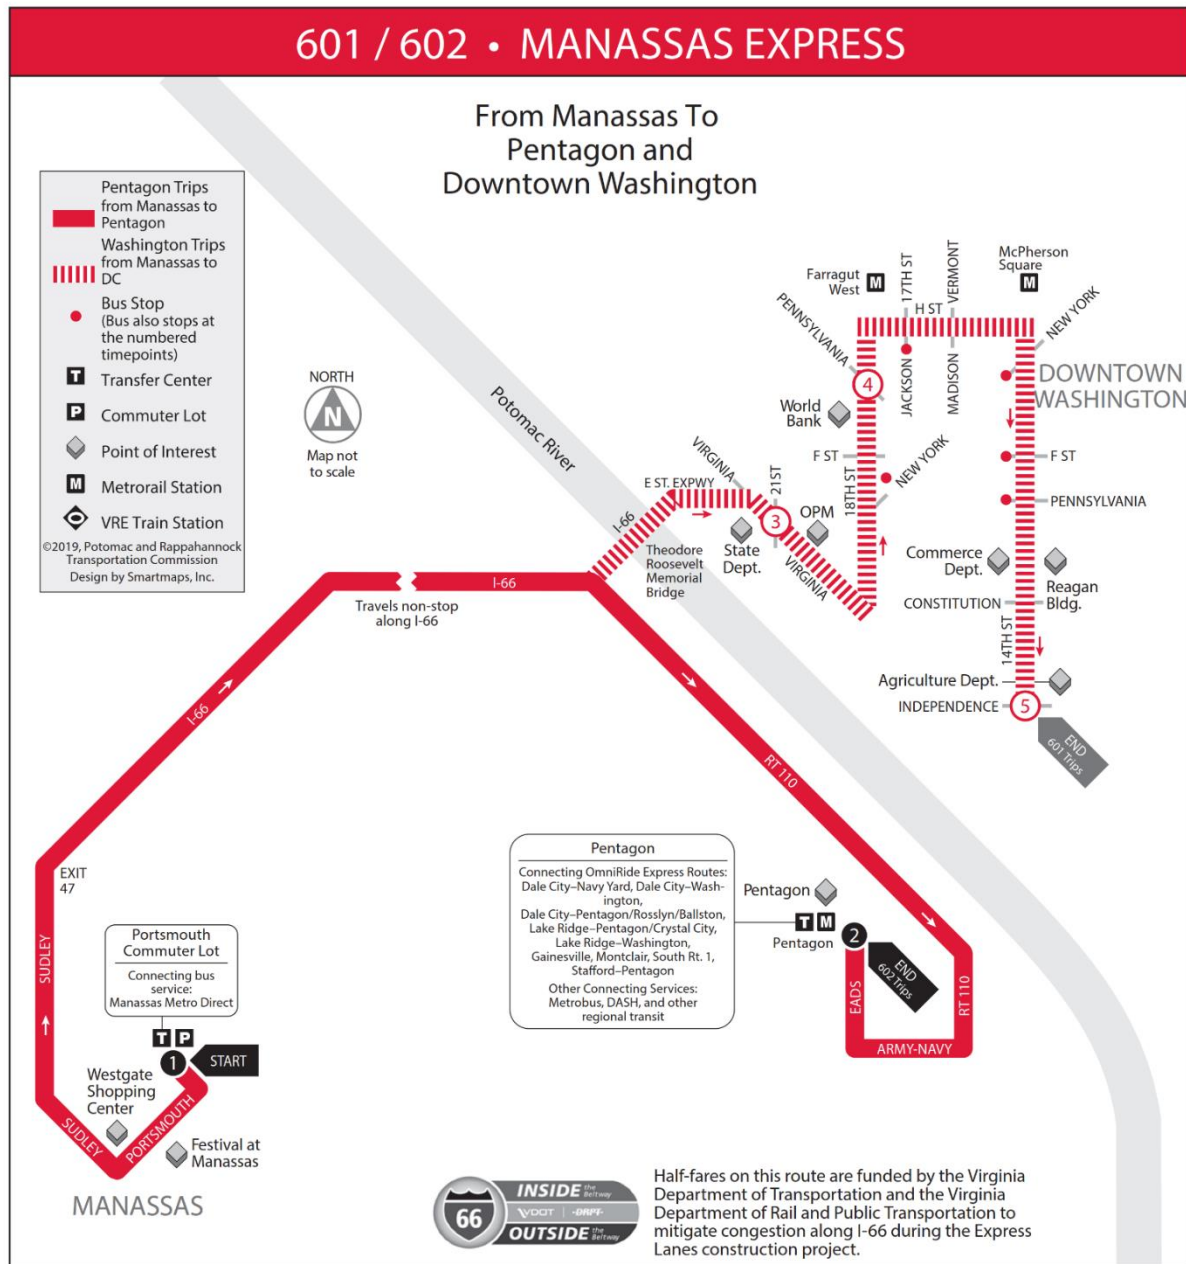 601 / 602 • MANASSAS EXPRESS
From Manassas To
Pentagon and
Downtown Washington
Pentagon Trips
from Manassas to
Pentagon
Washington Trips
from Manassas to
DC
Bus Stop
(Bus also stops at
the numbered
timepoints)
T Transfer Center
P Commuter Lot
Point of Interest
M Metrorail Station
VRE Train Station
©2019, Potomac and Rappahannock
Transportation Commission
Design by Smartmaps, Inc.
NORTH
N
Map not
to scale
Potomac River
Farragut
West
M
17TH ST
VERMONT
McPherson
Square
M
H ST
NEW YORK
PENNSYLVANIA
4
JACKSON
MADISON
DOWNTOWN
WASHINGTON
World
Bank
F ST
18TH ST
NEW YORK
F ST
PENNSYLVANIA
VIRGINIA
E ST. EXPWY
21ST
I-66
3
OPM
State
Dept.
VIRGINIA
Theodore
Roosevelt
Memorial
Bridge
Commerce
Dept.
Reagan
Bldg.
CONSTITUTION
14TH ST
Agriculture Dept.
INDEPENDENCE
5
END
601 Trips
I-66
Travels non-stop
along I-66
I-66
RT 110
EXIT
47
SUDLEY
Portsmouth
Commuter Lot
Connecting bus
service:
Manassas Metro Direct
T P
1
START
Westgate
Shopping
Center
SUDLEY
PORTSMOUTH
Festival at
Manassas
MANASSAS
Pentagon
Connecting OmniRide Express Routes:
Dale City–Navy Yard, Dale City–Wash-
ington,
Dale City–Pentagon/Rosslyn/Ballston,
Lake Ridge–Pentagon/Crystal City,
Lake Ridge–Washington,
Gainesville, Montclair, South Rt. 1,
Stafford–Pentagon
Other Connecting Services:
Metrobus, DASH, and other
regional transit
Pentagon
T M
Pentagon
2
END
602 Trips
EADS
RT 110
ARMY-NAVY
66
INSIDE the Beltway
VDOT | -DRPT-
OUTSIDE the Beltway
Half-fares on this route are funded by the Virginia
Department of Transportation and the Virginia
Department of Rail and Public Transportation to
mitigate congestion along I-66 during the Express
Lanes construction project.